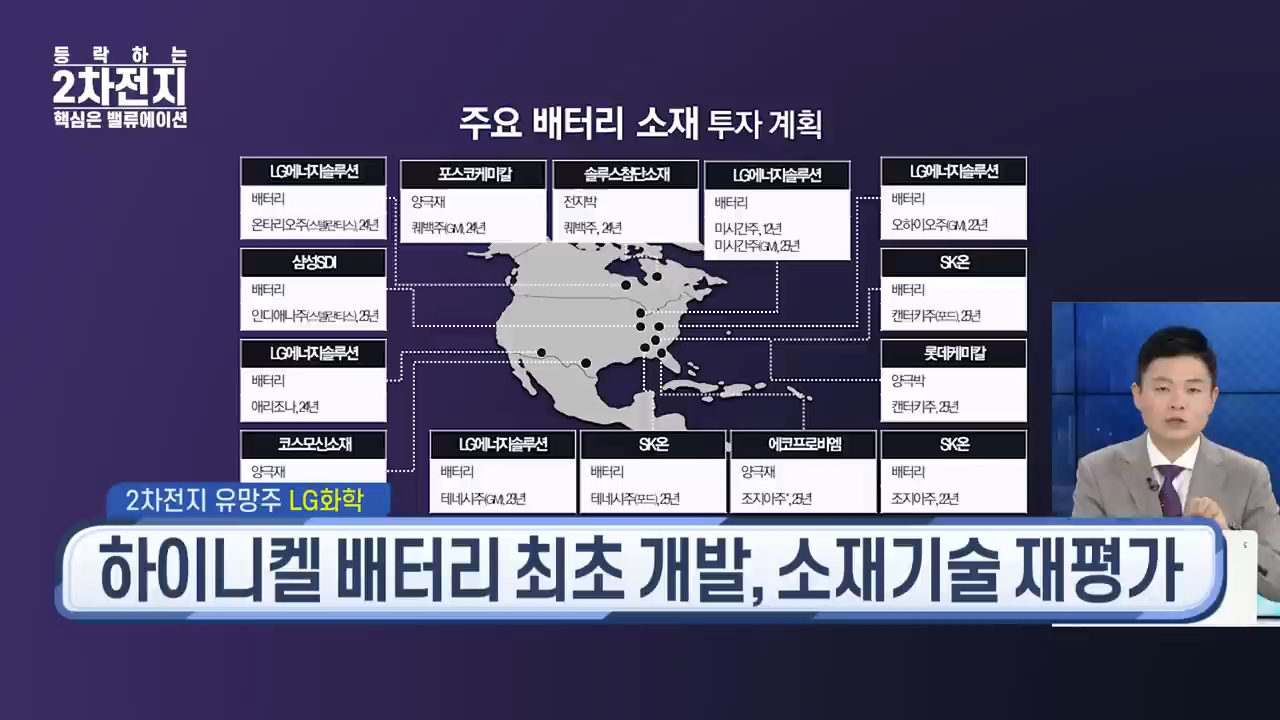 등락하는
2차전지
핵심은 밸류에이션
주요 배터리 소재 투자 계획
LG에너지솔루션
배터리
온타리오주(스텔란티스), 24년
포스코케미칼
양극재
퀘백주(GM), 24년
솔루스첨단소재
전지박
퀘백주, 24년
LG에너지솔루션
배터리
미시간주, 12년
미시간주(GM), 25년
LG에너지솔루션
배터리
오하이오주(GM), 22년
삼성SDI
배터리
인디애나주(스텔란티스), 25년
SK온
배터리
캔터키주(포드), 25년
LG에너지솔루션
배터리
애리조나, 24년
롯데케미칼
양극박
캔터키주, 25년
코스모신소재
양극재
LG에너지솔루션
배터리
테네시주(GM), 23년
SK온
배터리
테네시주(포드), 25년
에코프로비엠
양극재
조지아주*, 25년
SK온
배터리
조지아주, 22년
2차전지 유망주 LG화학
하이니켈 배터리 최초 개발, 소재기술 재평가